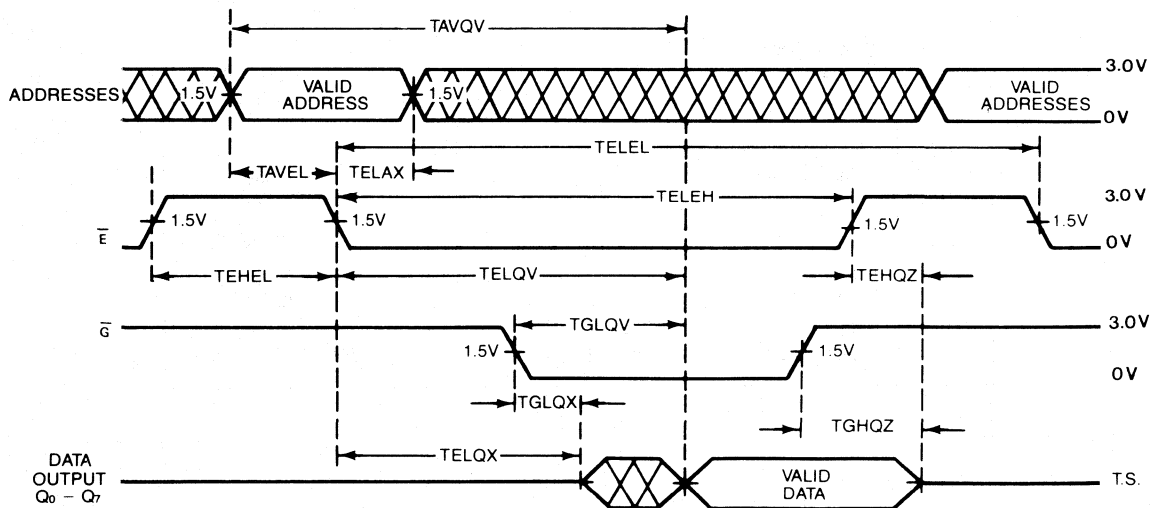 TAVQV
ADDRESSES
1.5V
VALID
ADDRESS
1.5V
VALID
ADDRESSES
3.0V
0V
TELEL
TAVEL
TELAX
TELEH
3.0V
1.5V
1.5V
1.5V
1.5V
E
0V
TEHEL
TELQV
TEHQZ
G
TGLQV
3.0V
1.5V
1.5V
0V
TGLQX
TGHQZ
TELQX
DATA
OUTPUT
Q0 – Q7
VALID
DATA
T.S.